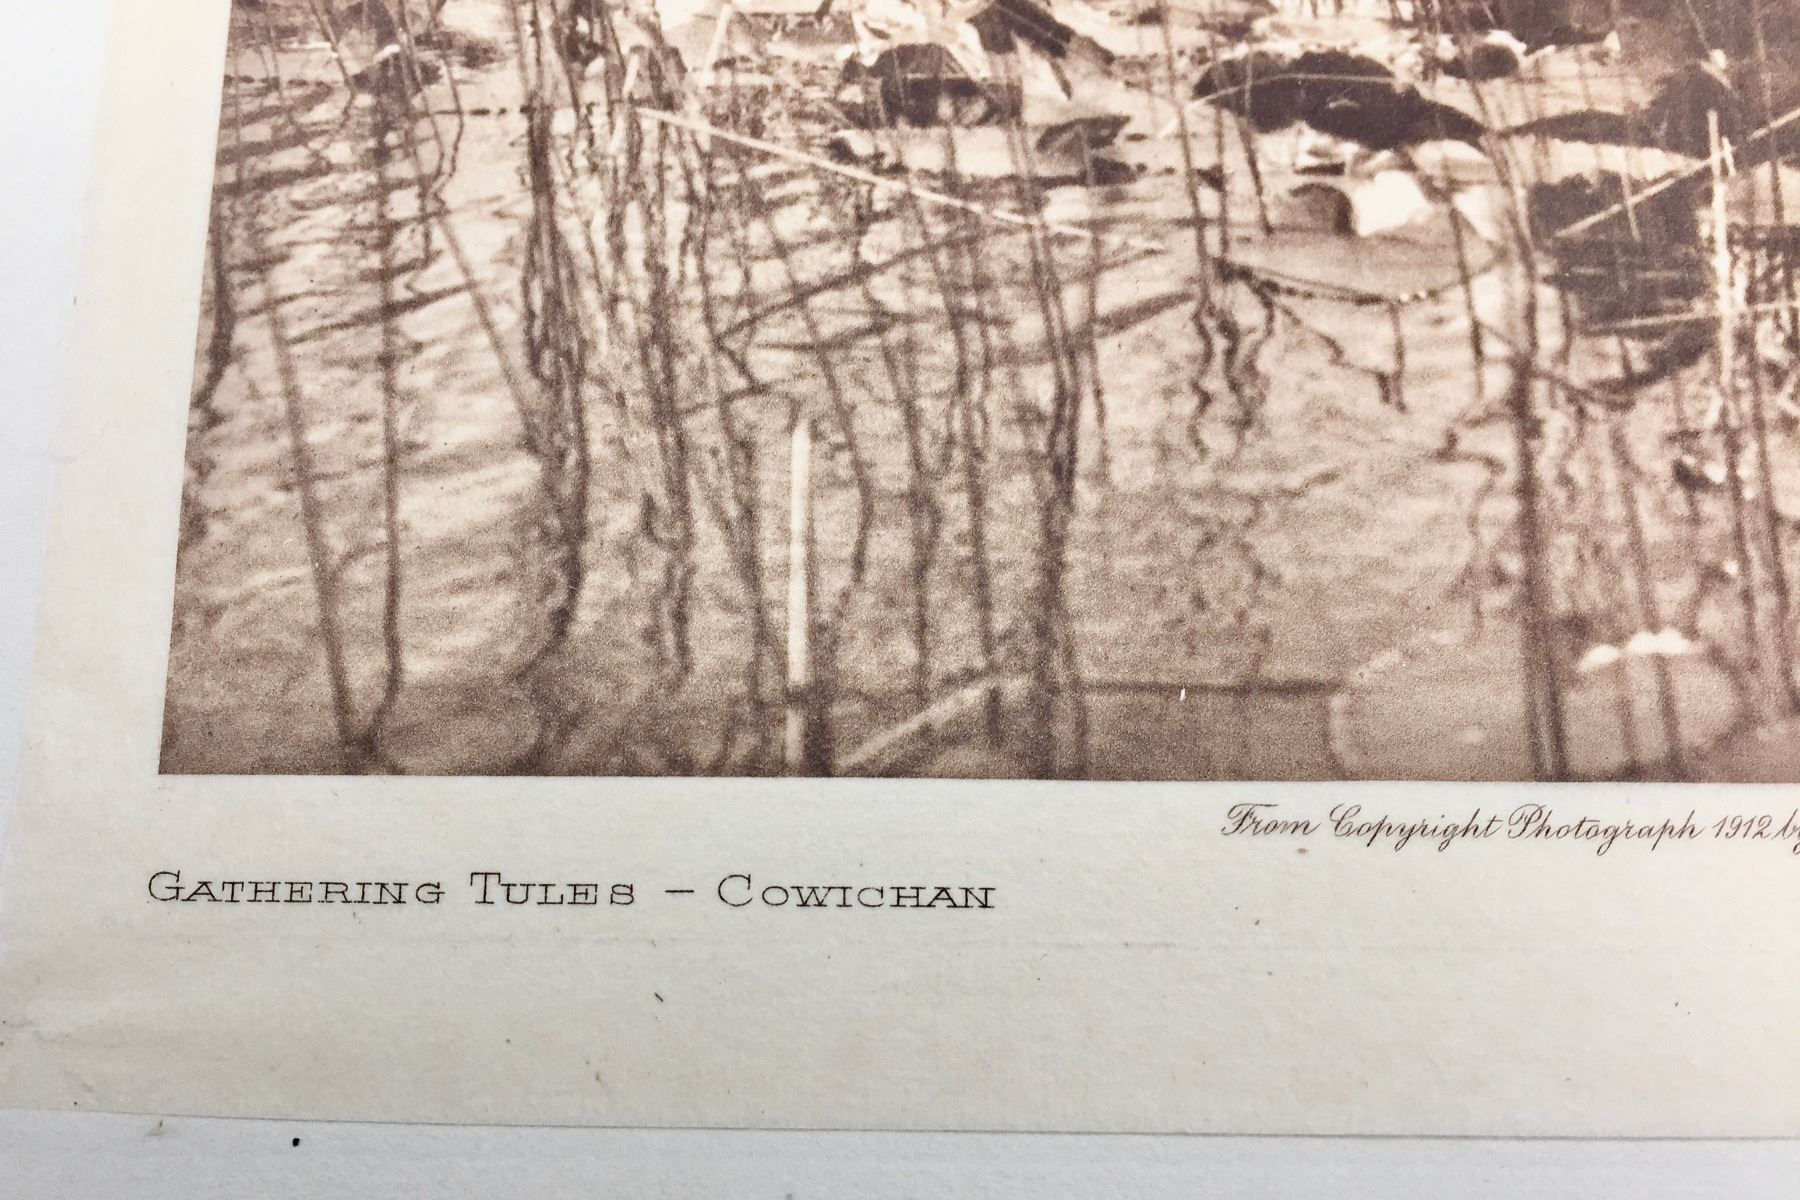 From Copyright Photograph 1912 by
GATHERING TULES – COWICHAN